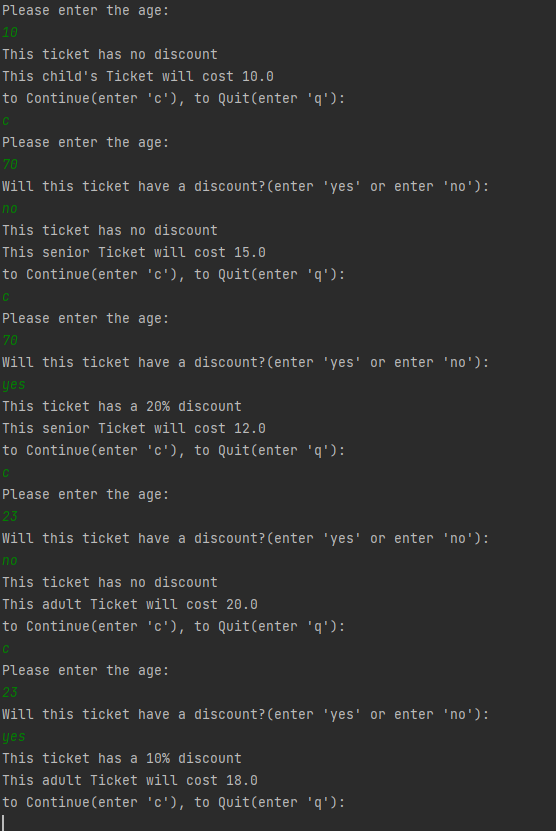 Please enter the age:
10
This ticket has no discount
This child's Ticket will cost 10.0
to Continue(enter 'c'), to Quit(enter 'q'):
c
Please enter the age:
70
Will this ticket have a discount?(enter 'yes' or enter 'no'):
no
This ticket has no discount
This senior Ticket will cost 15.0
to Continue(enter 'c'), to Quit(enter 'q'):
c
Please enter the age:
70
Will this ticket have a discount?(enter 'yes' or enter 'no'):
yes
This ticket has a 20% discount
This senior Ticket will cost 12.0
to Continue(enter 'c'), to Quit(enter 'q'):
c
Please enter the age:
23
Will this ticket have a discount?(enter 'yes' or enter 'no'):
no
This ticket has no discount
This adult Ticket will cost 20.0
to Continue(enter 'c'), to Quit(enter 'q'):
c
Please enter the age:
23
Will this ticket have a discount?(enter 'yes' or enter 'no'):
yes
This ticket has a 10% discount
This adult Ticket will cost 18.0
to Continue(enter 'c'), to Quit(enter 'q'):